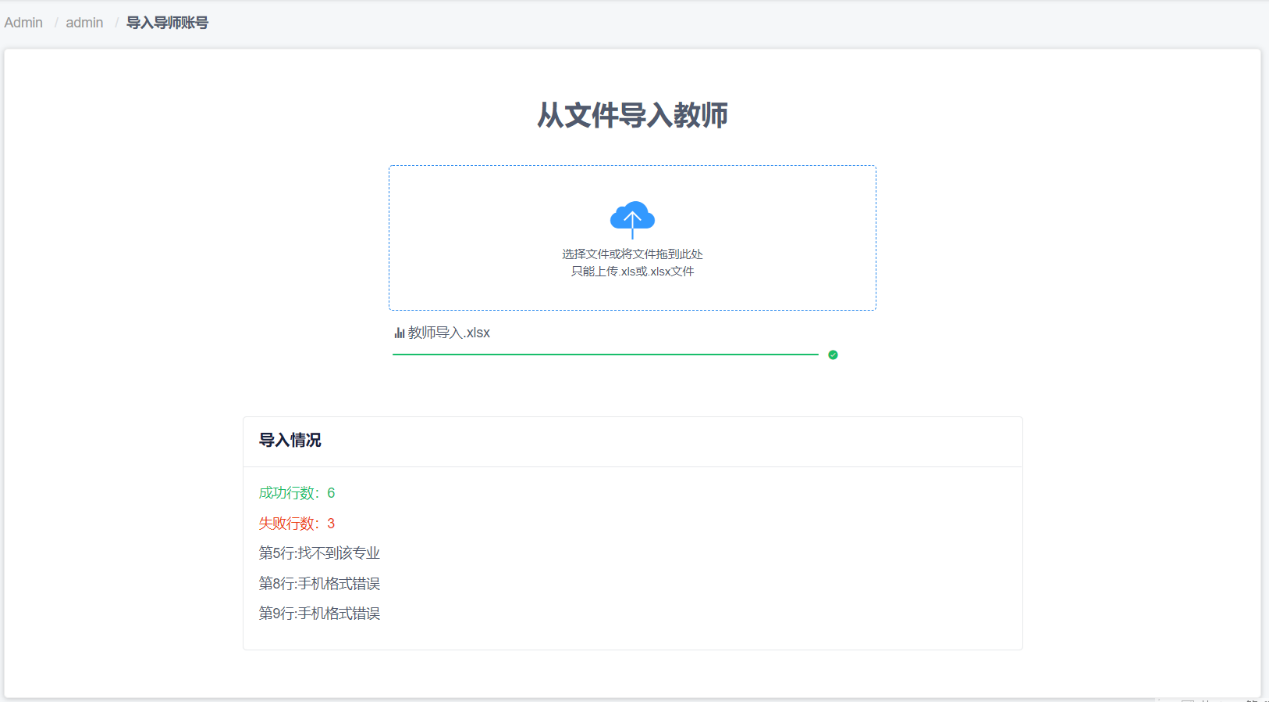 Admin / admin / 导入导师账号
从文件导入教师
选择文件或将文件拖到此处
只能上传.xls或.xlsx文件
教师导入.xlsx
导入情况
成功行数：6
失败行数：3
第5行:找不到该专业
第8行:手机格式错误
第9行:手机格式错误